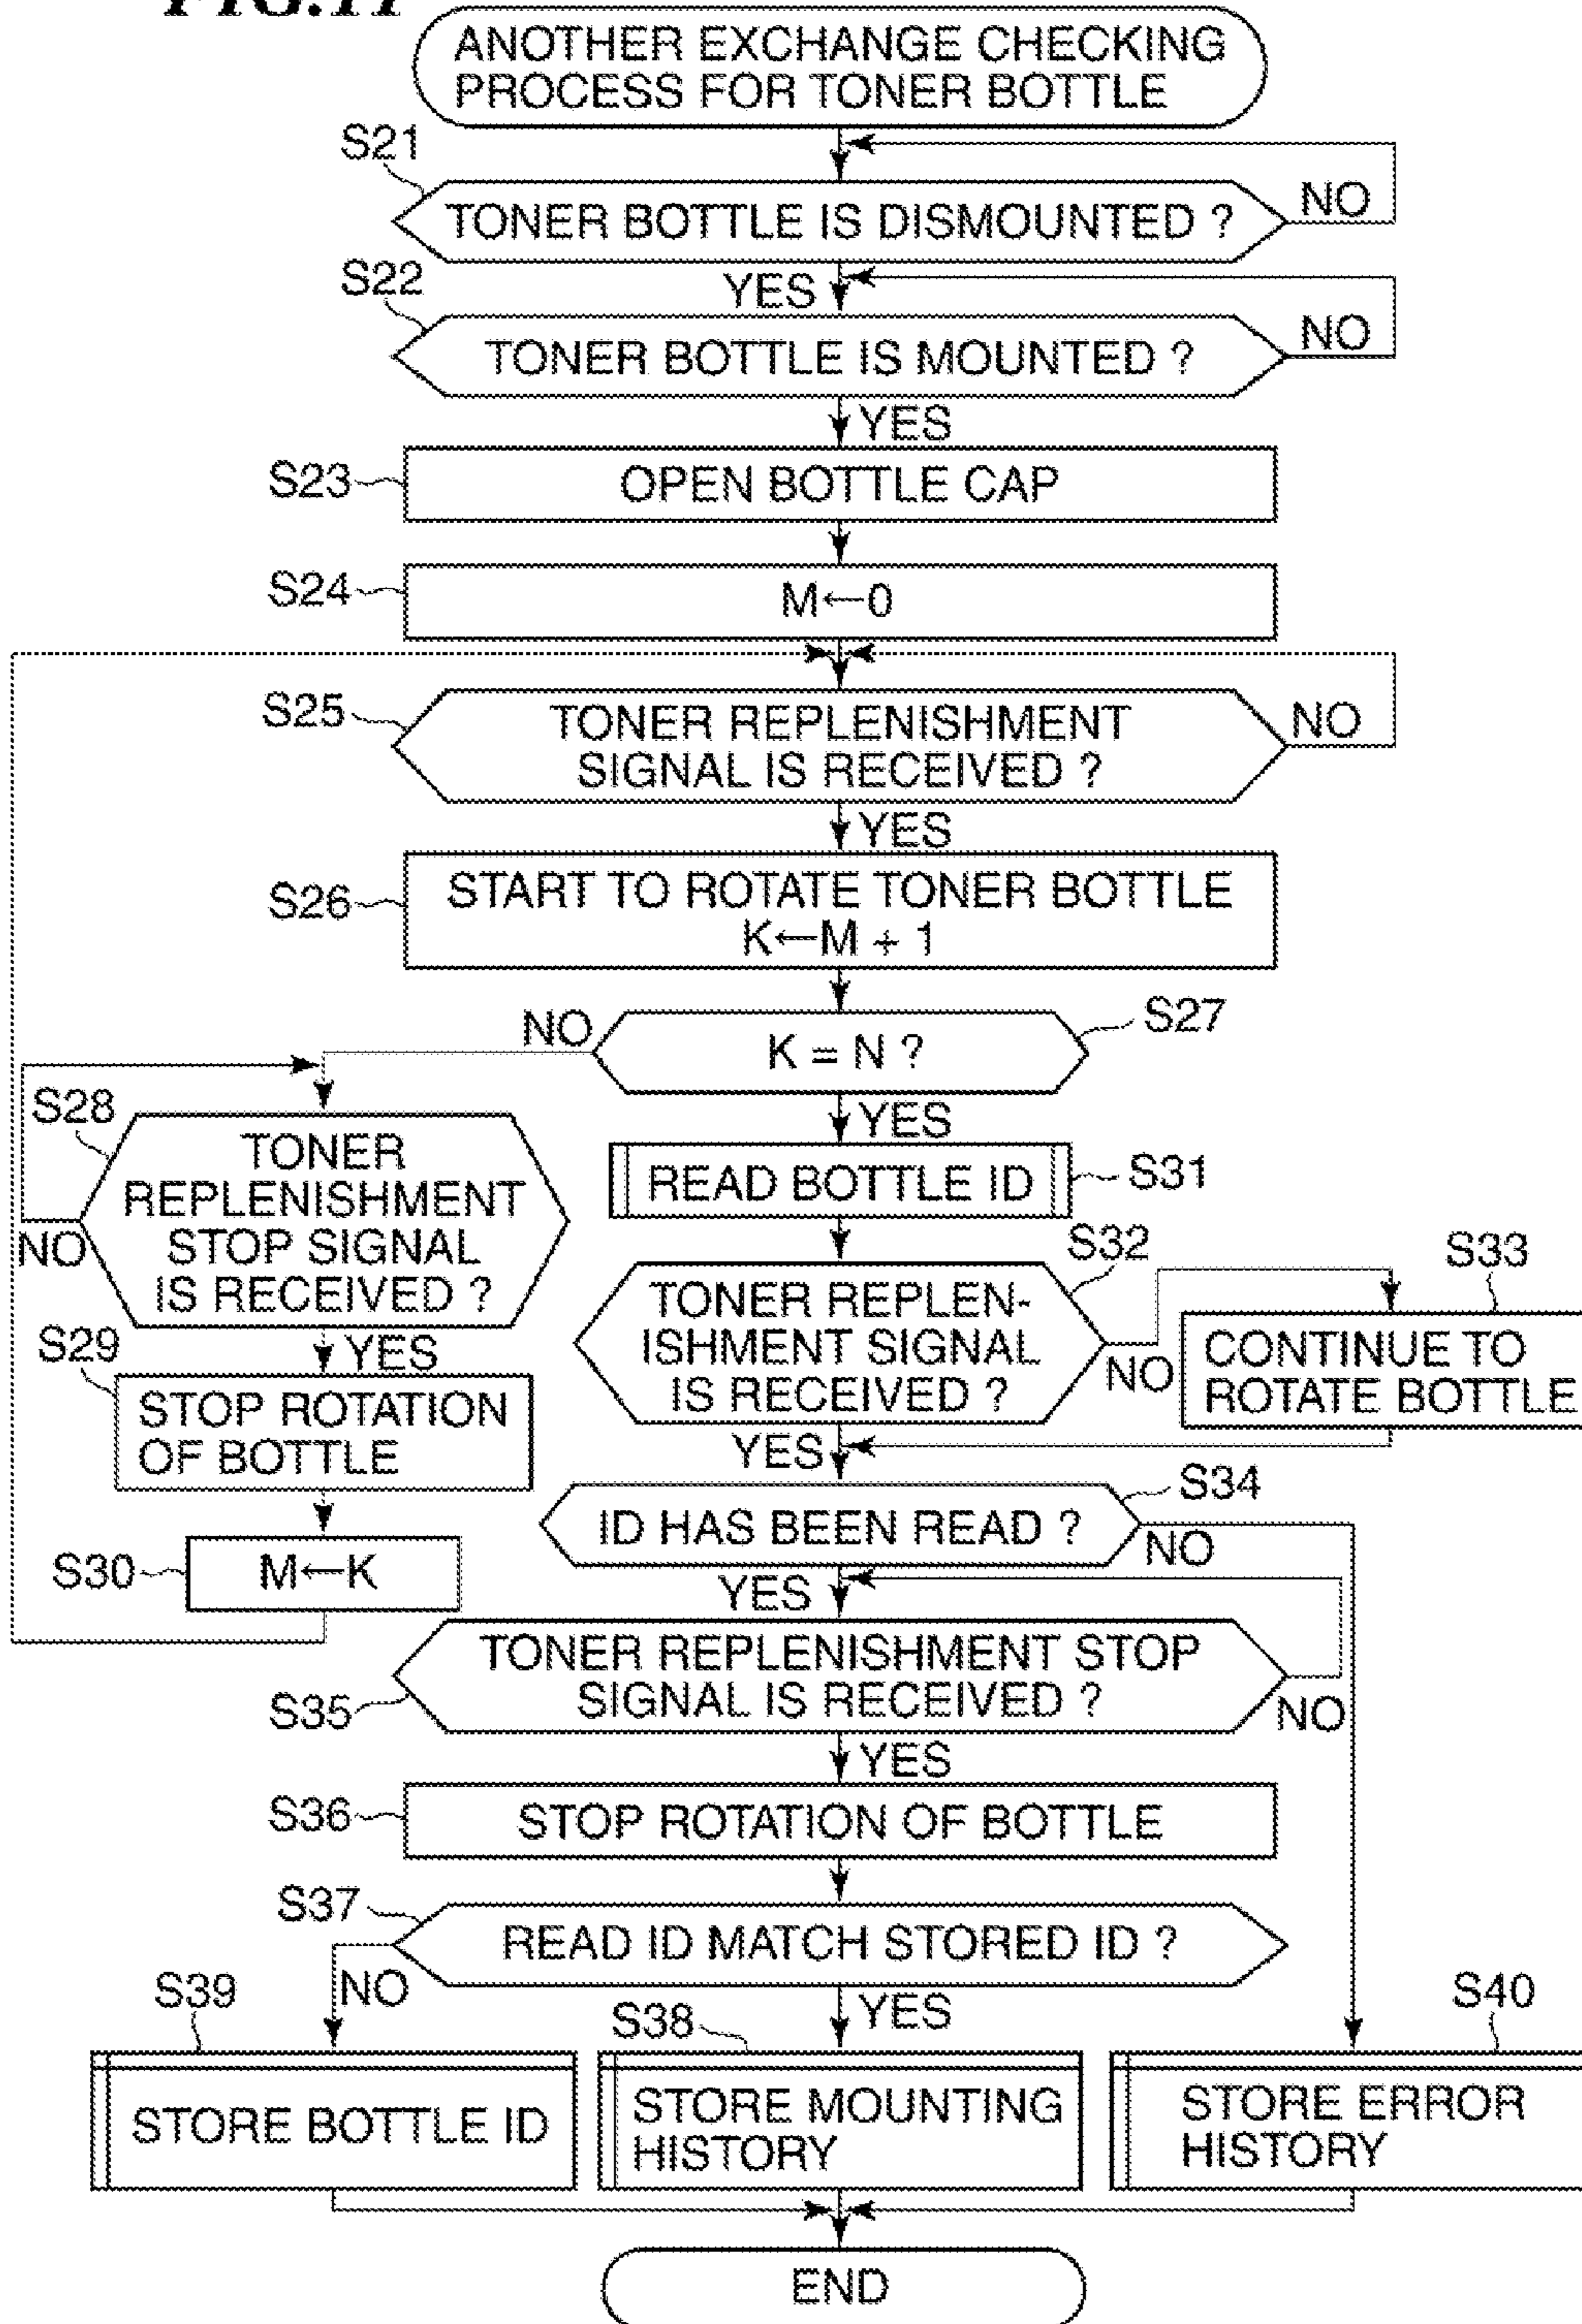 FIG.11
ANOTHER EXCHANGE CHECKING
PROCESS FOR TONER BOTTLE
S21
TONER BOTTLE IS DISMOUNTED ?
NO
S22
YES
TONER BOTTLE IS MOUNTED ?
NO
YES
S23
OPEN BOTTLE CAP
S24
M←0
S25
TONER REPLENISHMENT
SIGNAL IS RECEIVED ?
NO
YES
S26
START TO ROTATE TONER BOTTLE
K←M + 1
S27
K = N ?
NO
YES
S28
TONER
REPLENISHMENT
STOP SIGNAL
IS RECEIVED ?
NO
YES
S29
STOP ROTATION
OF BOTTLE
S30
M←K
READ BOTTLE ID
S31
S32
TONER REPLEN-
ISHMENT SIGNAL
IS RECEIVED ?
NO
S33
CONTINUE TO
ROTATE BOTTLE
YES
S34
ID HAS BEEN READ ?
NO
YES
TONER REPLENISHMENT STOP
SIGNAL IS RECEIVED ?
S35
NO
YES
S36
STOP ROTATION OF BOTTLE
S37
READ ID MATCH STORED ID ?
NO
YES
S39
STORE BOTTLE ID
S38
STORE MOUNTING
HISTORY
S40
STORE ERROR
HISTORY
END